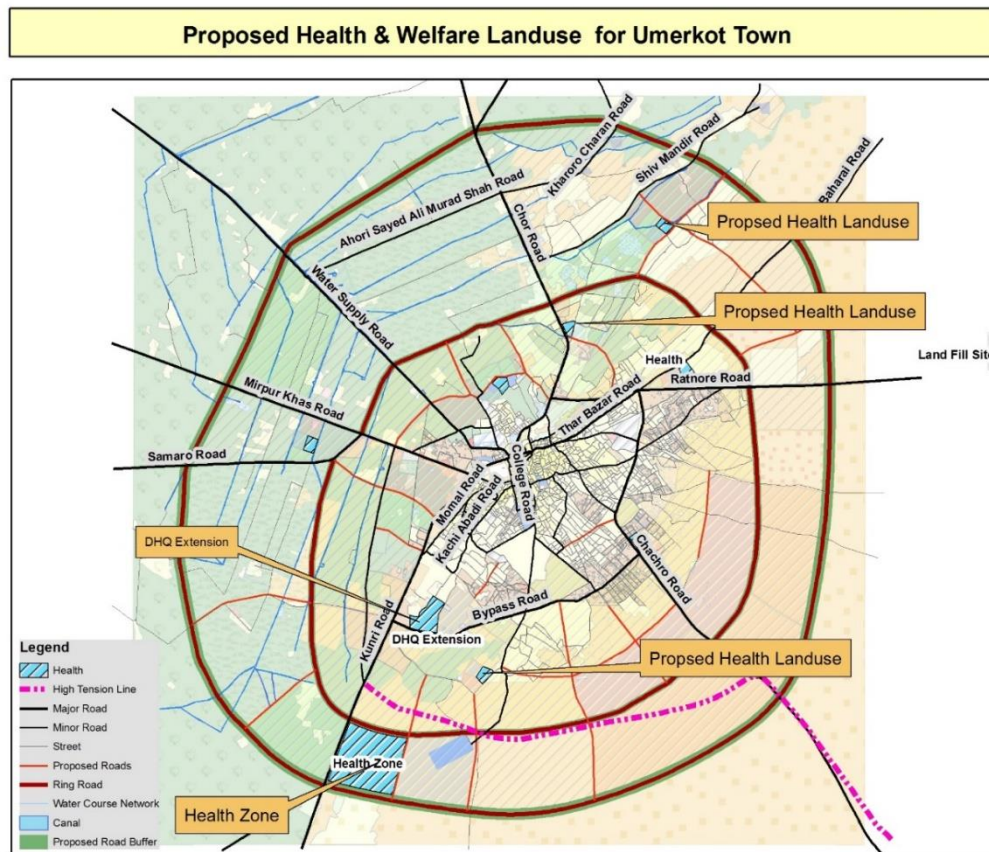 Proposed Health & Welfare Landuse for Umerkot Town
Kharoro Charan Road
Shiv Mandir Road
Baharai Road
Ahori Sayed Ali Murad Shah Road
Chor Road
Propsed Health Landuse
Water Supply Road
Propsed Health Landuse
Health
Land Fill Site
Ratnore Road
Mirpur Khas Road
Thar Bazar Road
Samaro Road
College Road
Momal Road
Kachi Abadi Road
DHQ Extension
Chachro Road
Bypass Road
Kunri Road
DHQ Extension
Propsed Health Landuse
Health Zone
Health Zone
Legend
Health
High Tension Line
Major Road
Minor Road
Street
Proposed Roads
Ring Road
Water Course Network
Canal
Proposed Road Buffer